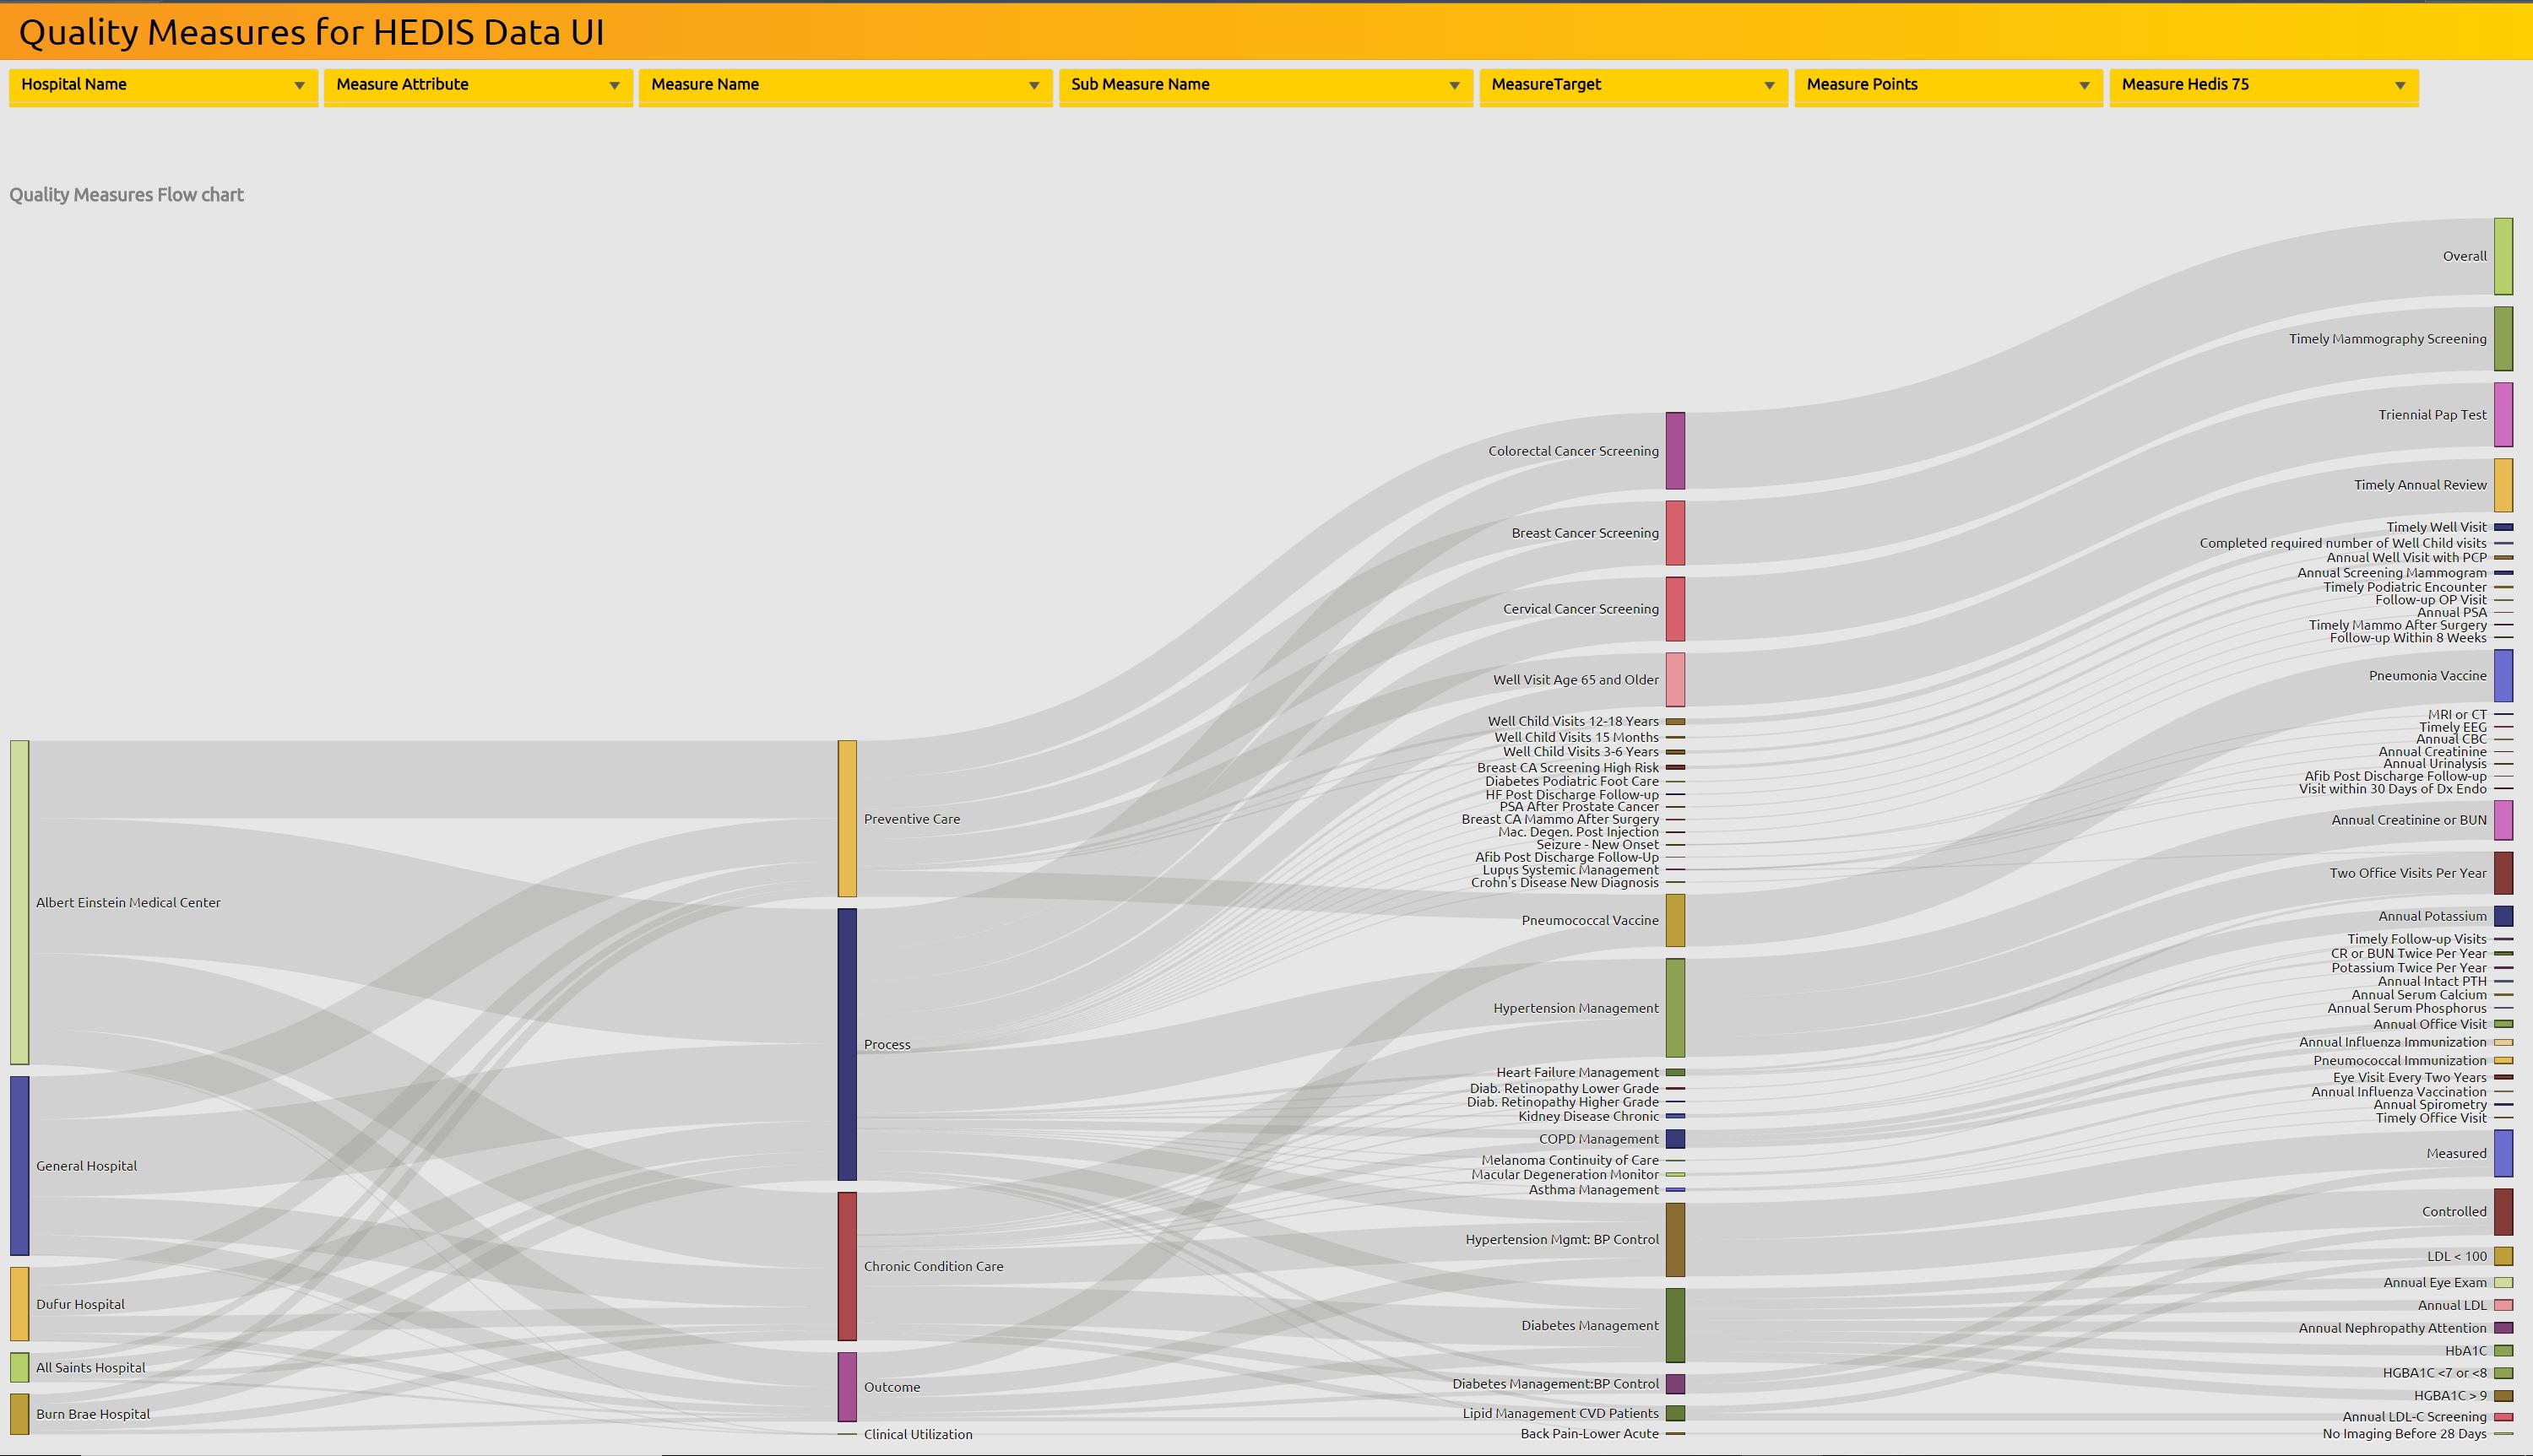 Quality Measures for HEDIS Data UI
Hospital Name
Measure Attribute
Measure Name
Sub Measure Name
MeasureTarget
Measure Points
Measure Hedis 75
Quality Measures Flow chart
Albert Einstein Medical Center
General Hospital
Dufur Hospital
All Saints Hospital
Burn Brae Hospital
Preventive Care
Process
Chronic Condition Care
Outcome
Clinical Utilization
Colorectal Cancer Screening
Breast Cancer Screening
Cervical Cancer Screening
Well Visit Age 65 and Older
Well Child Visits 12-18 Years
Well Child Visits 15 Months
Well Child Visits 3-6 Years
Breast CA Screening High Risk
Diabetes Podiatric Foot Care
HF Post Discharge Follow-up
PSA After Prostate Cancer
Breast CA Mammo After Surgery
Mac. Degen. Post Injection
Seizure - New Onset
Afib Post Discharge Follow-Up
Lupus Systemic Management
Crohn's Disease New Diagnosis
Pneumococcal Vaccine
Hypertension Management
Heart Failure Management
Diab. Retinopathy Lower Grade
Diab. Retinopathy Higher Grade
Kidney Disease Chronic
COPD Management
Melanoma Continuity of Care
Macular Degeneration Monitor
Asthma Management
Hypertension Mgmt: BP Control
Diabetes Management
Diabetes Management:BP Control
Lipid Management CVD Patients
Back Pain-Lower Acute
Overall
Timely Mammography Screening
Triennial Pap Test
Timely Annual Review
Timely Well Visit
Completed required number of Well Child visits
Annual Well Visit with PCP
Annual Screening Mammogram
Timely Podiatric Encounter
Follow-up OP Visit
Annual PSA
Timely Mammo After Surgery
Follow-up Within 8 Weeks
Pneumonia Vaccine
MRI or CT
Timely EEG
Annual CBC
Annual Creatinine
Annual Urinalysis
Afib Post Discharge Follow-up
Visit within 30 Days of Dx Endo
Annual Creatinine or BUN
Two Office Visits Per Year
Annual Potassium
Timely Follow-up Visits
CR or BUN Twice Per Year
Potassium Twice Per Year
Annual Intact PTH
Annual Serum Calcium
Annual Serum Phosphorus
Annual Office Visit
Annual Influenza Immunization
Pneumococcal Immunization
Eye Visit Every Two Years
Annual Influenza Vaccination
Annual Spirometry
Timely Office Visit
Measured
Controlled
LDL < 100
Annual Eye Exam
Annual LDL
Annual Nephropathy Attention
HbA1C
HGBA1C <7 or <8
HGBA1C > 9
Annual LDL-C Screening
No Imaging Before 28 Days